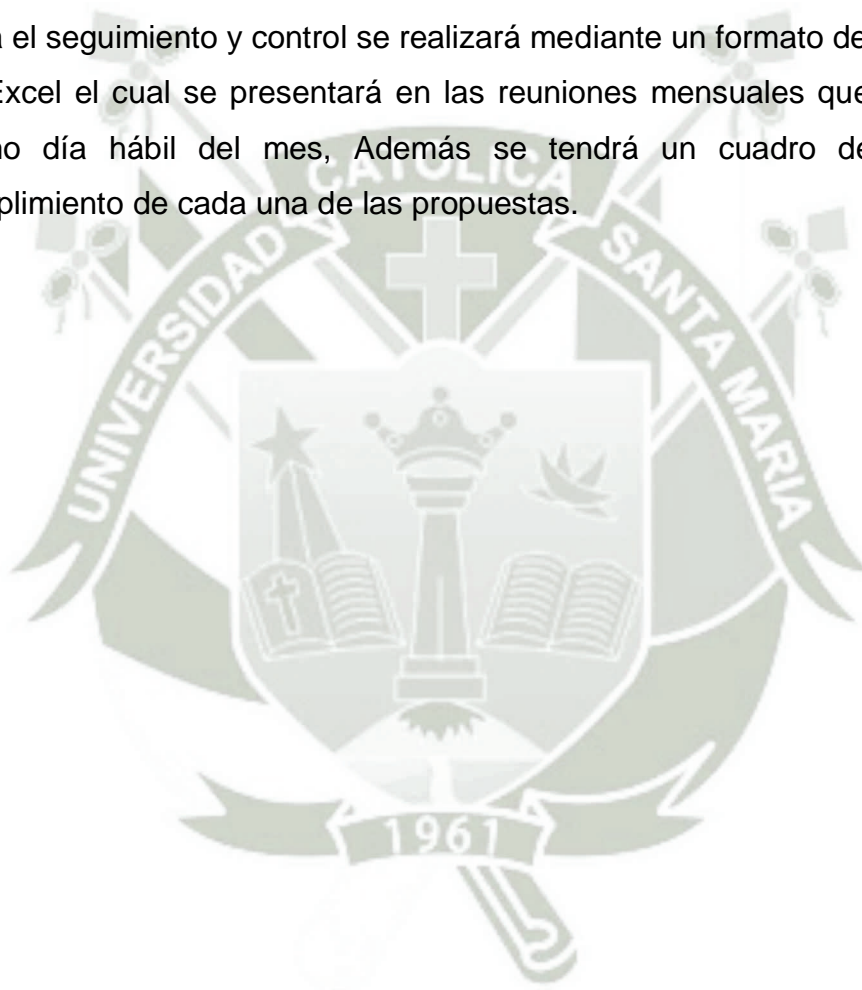 el seguimiento y control se realizará mediante un formato de
Excel el cual se presentará en las reuniones mensuales que
día hábil del mes, Además se tendrá un cuadro de
de cada una de las propuestas.
UNIVERSIDAD CATOLICA SANTA MARIA
1961